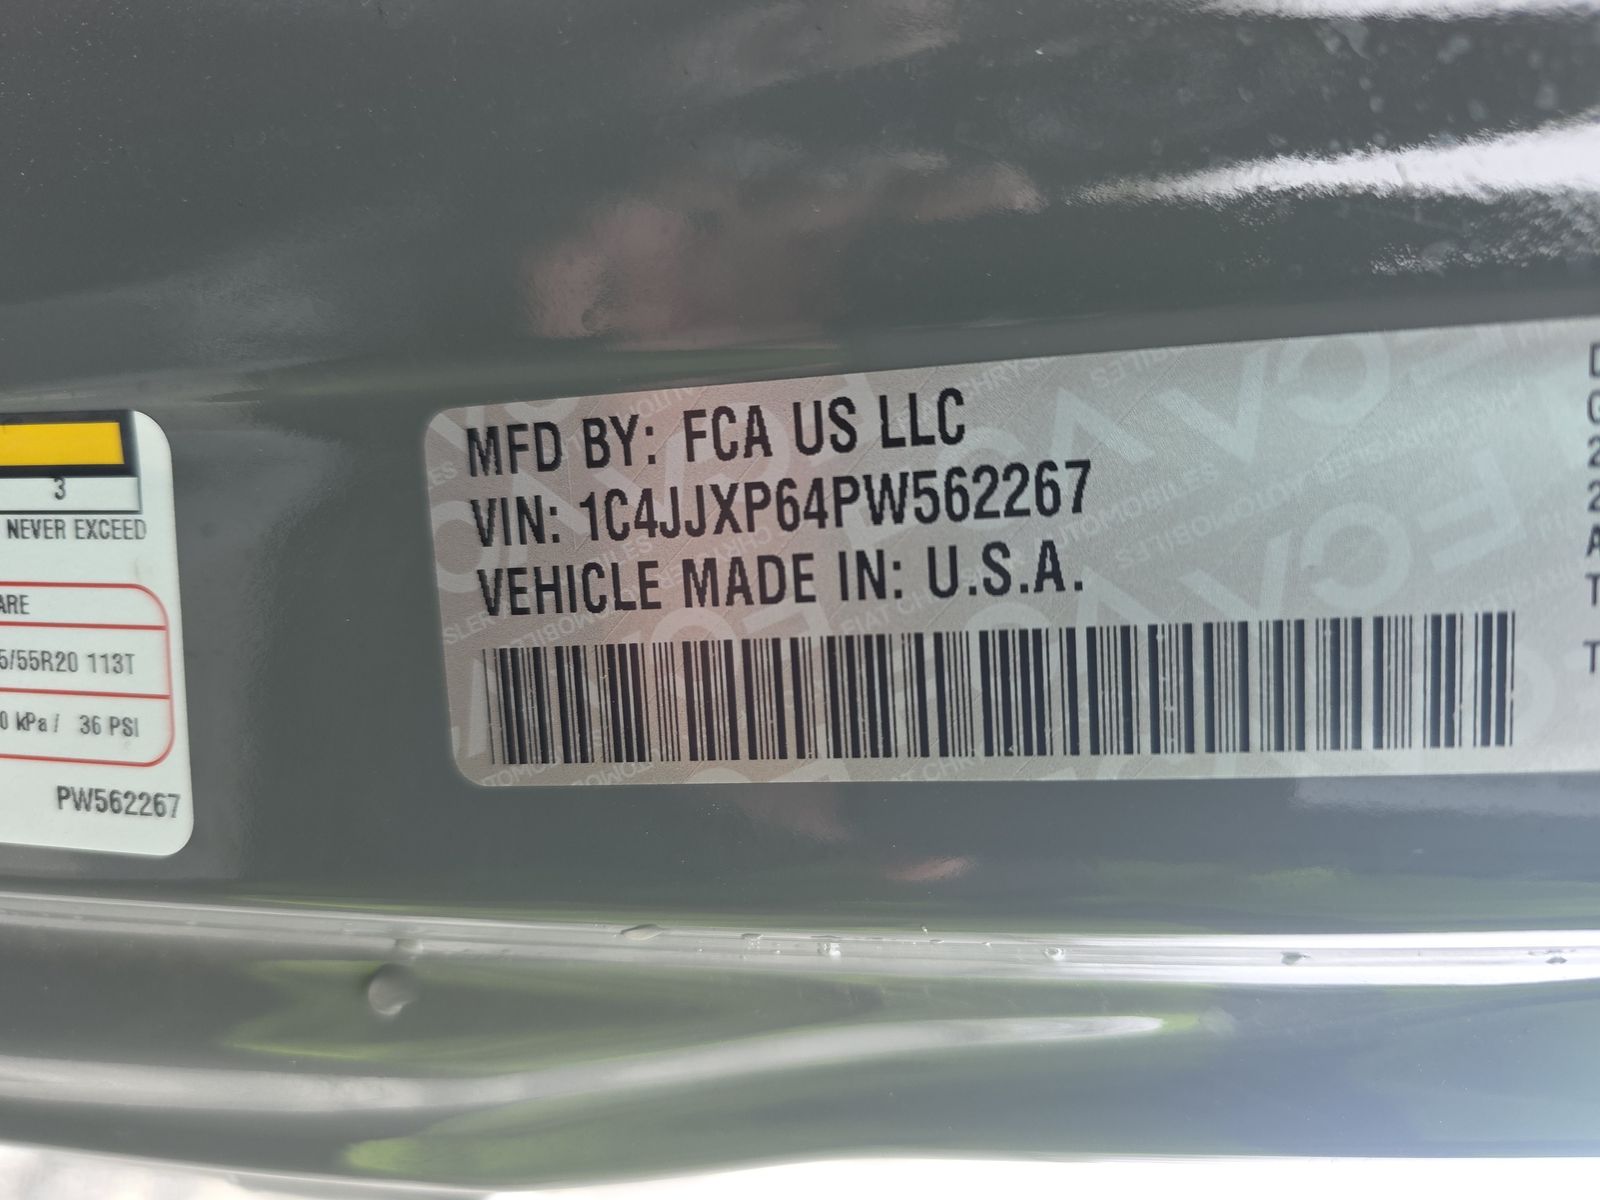 MFD BY: FCA US LLC
VIN: 1C4JJXP64PW562267
VEHICLE MADE IN: U.S.A.
3
NEVER EXCEED
5/55R20 113T
0 kPa / 36 PSI
PW562267